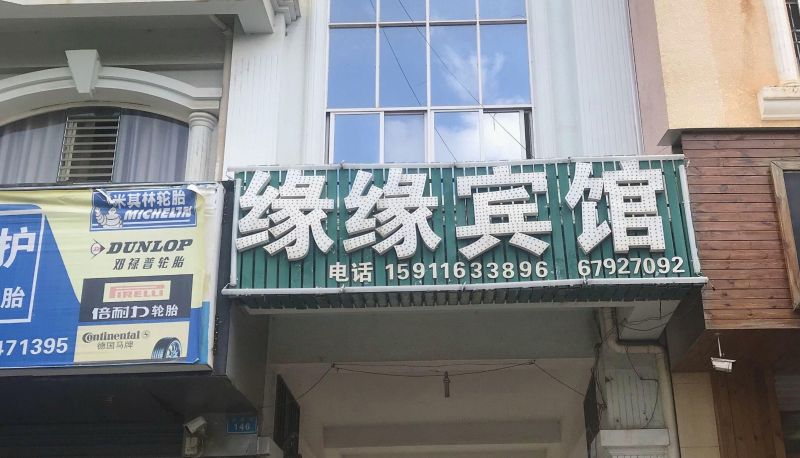 缘缘宾馆
电话 15911633896 67927092
米其林轮胎
MICHELIN
DUNLOP
邓禄普轮胎
PIRELLI
倍耐力轮胎
Continental
德国马牌
护
胎
471395
146